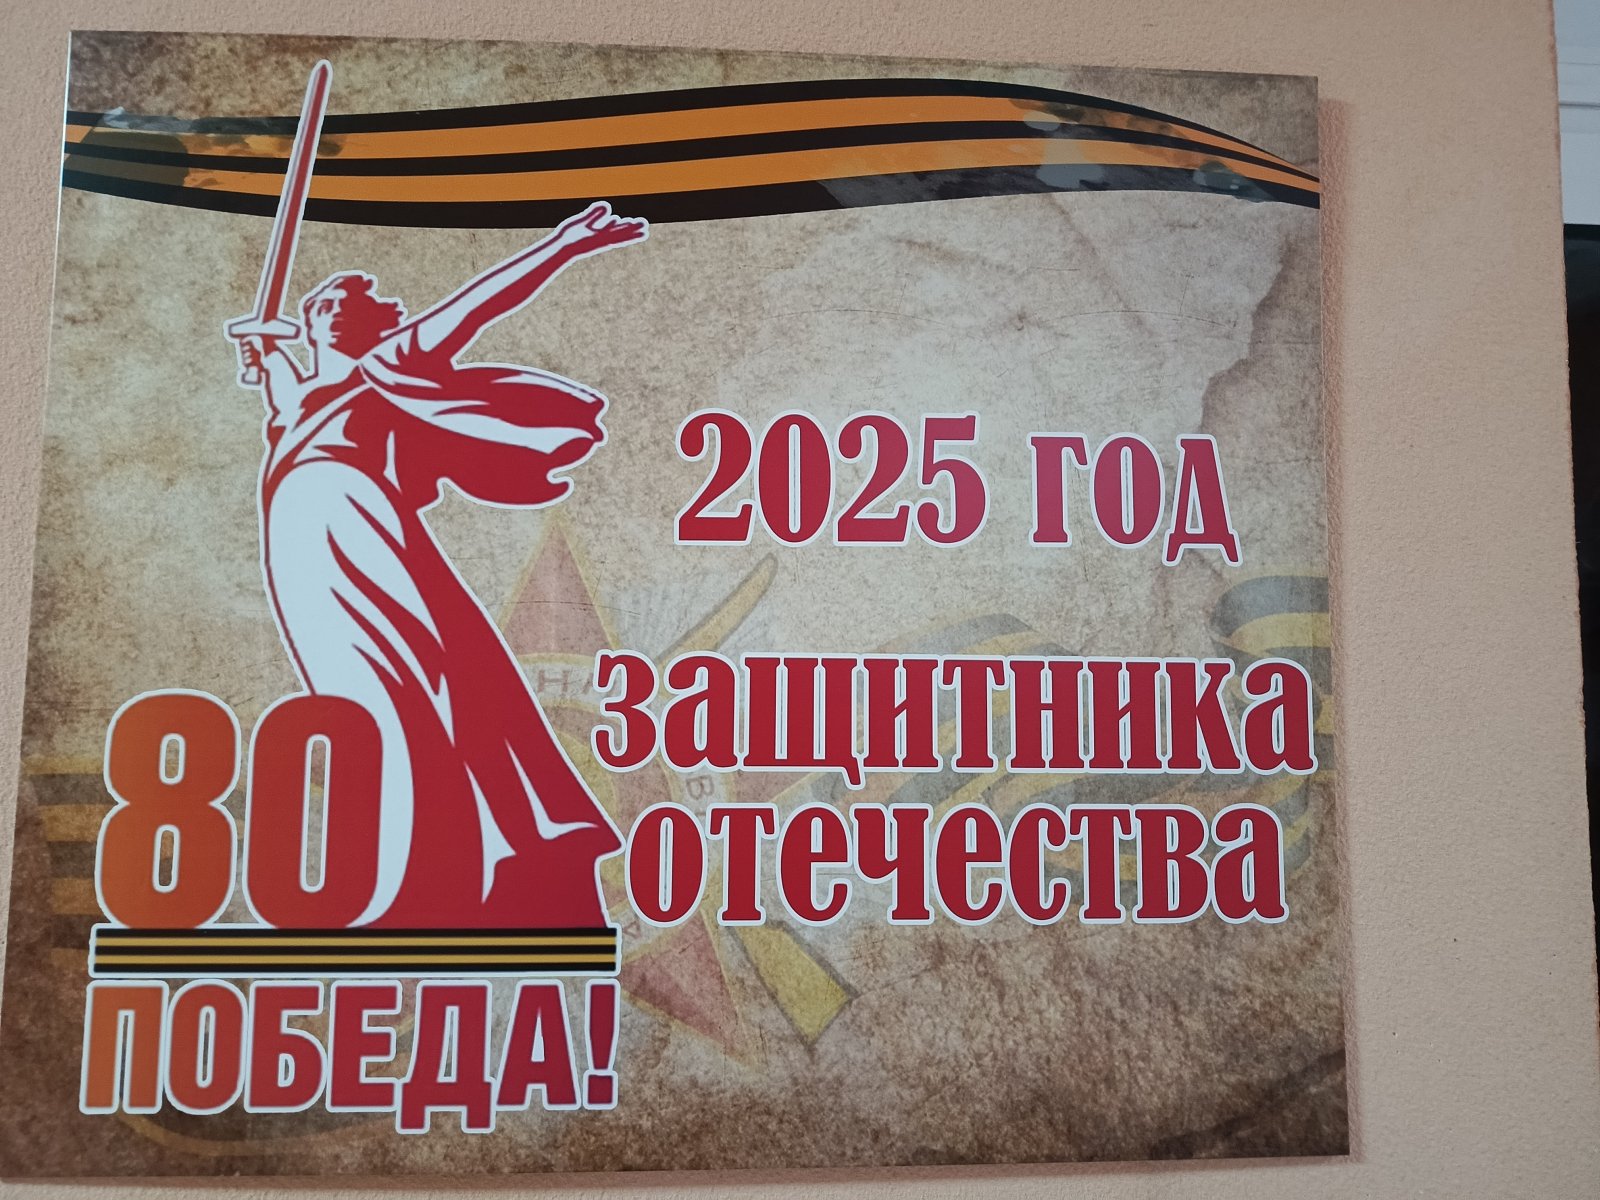 2025 год
защитника
отечества
80
ПОБЕДА!